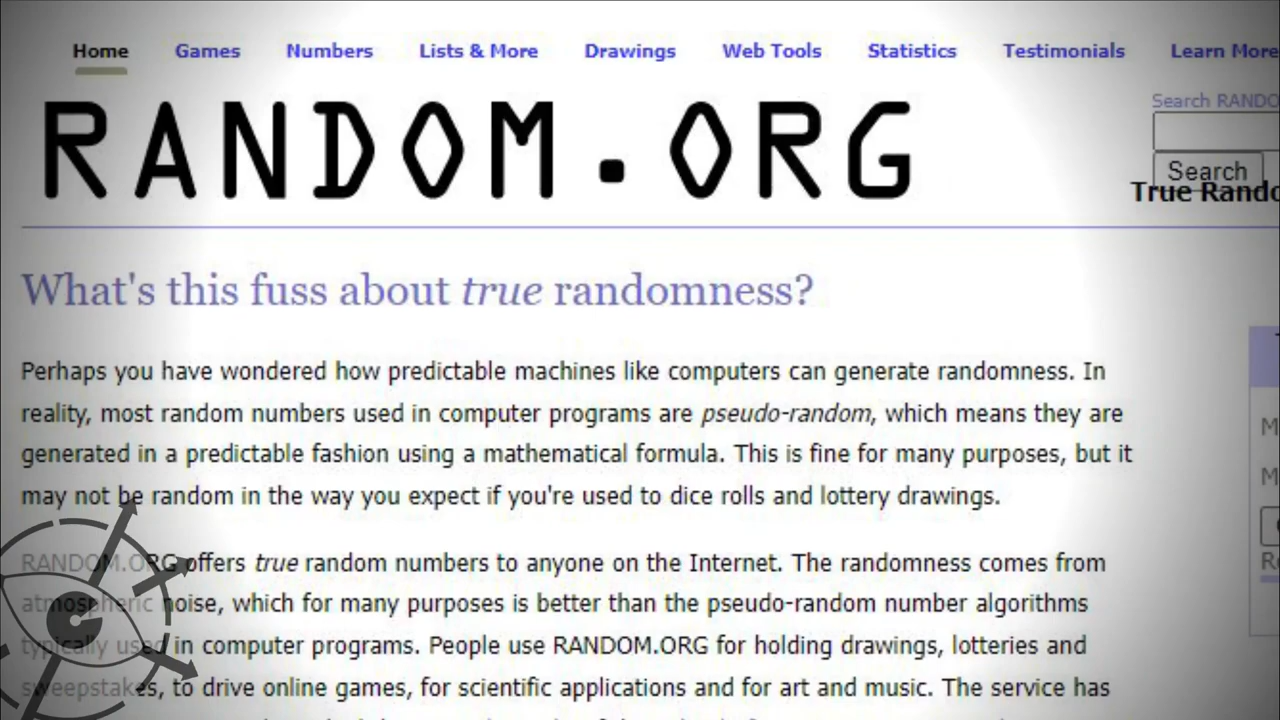 Home Games Numbers Lists & More Drawings Web Tools Statistics Testimonials Learn More
Search RANDO
RANDOM.ORG
Search
True Rando
What's this fuss about true randomness?
Perhaps you have wondered how predictable machines like computers can generate randomness. In
reality, most random numbers used in computer programs are pseudo-random, which means they are
generated in a predictable fashion using a mathematical formula. This is fine for many purposes, but it
may not be random in the way you expect if you're used to dice rolls and lottery drawings.
RANDOM.ORG offers true random numbers to anyone on the Internet. The randomness comes from
atmospheric noise, which for many purposes is better than the pseudo-random number algorithms
typically used in computer programs. People use RANDOM.ORG for holding drawings, lotteries and
sweepstakes, to drive online games, for scientific applications and for art and music. The service has